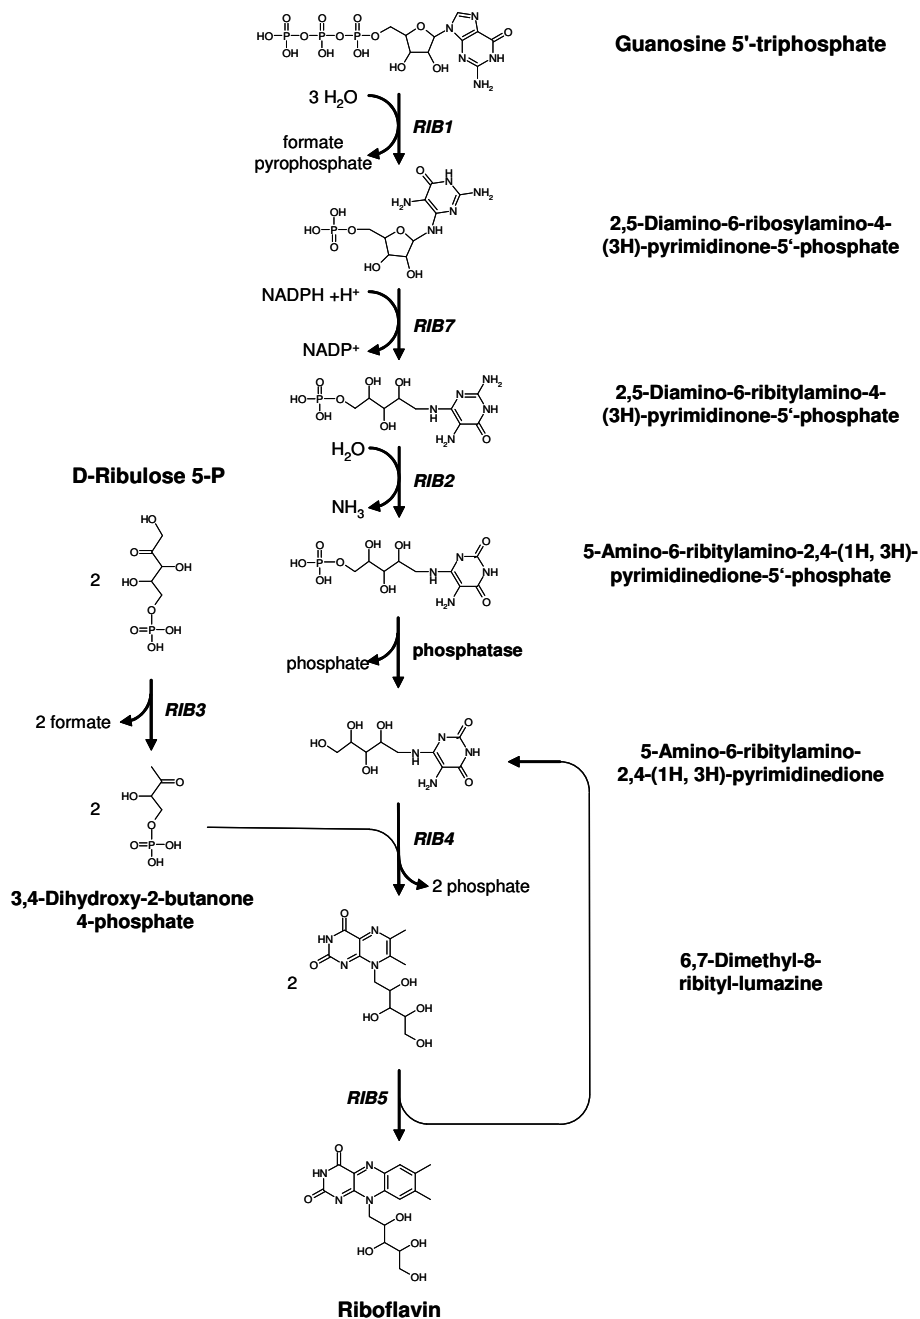 Guanosine 5'-triphosphate
3 H2O
RIB1
formate
pyrophosphate
2,5-Diamino-6-ribosylamino-4-
(3H)-pyrimidinone-5‘-phosphate
NADPH +H+
RIB7
NADP+
2,5-Diamino-6-ribitylamino-4-
(3H)-pyrimidinone-5‘-phosphate
H2O
RIB2
NH3
D-Ribulose 5-P
2
5-Amino-6-ribitylamino-2,4-(1H, 3H)-
pyrimidinedione-5‘-phosphate
phosphatase
phosphate
RIB3
2 formate
5-Amino-6-ribitylamino-
2,4-(1H, 3H)-pyrimidinedione
2
RIB4
2 phosphate
3,4-Dihydroxy-2-butanone
4-phosphate
6,7-Dimethyl-8-
ribityl-lumazine
2
RIB5
Riboflavin